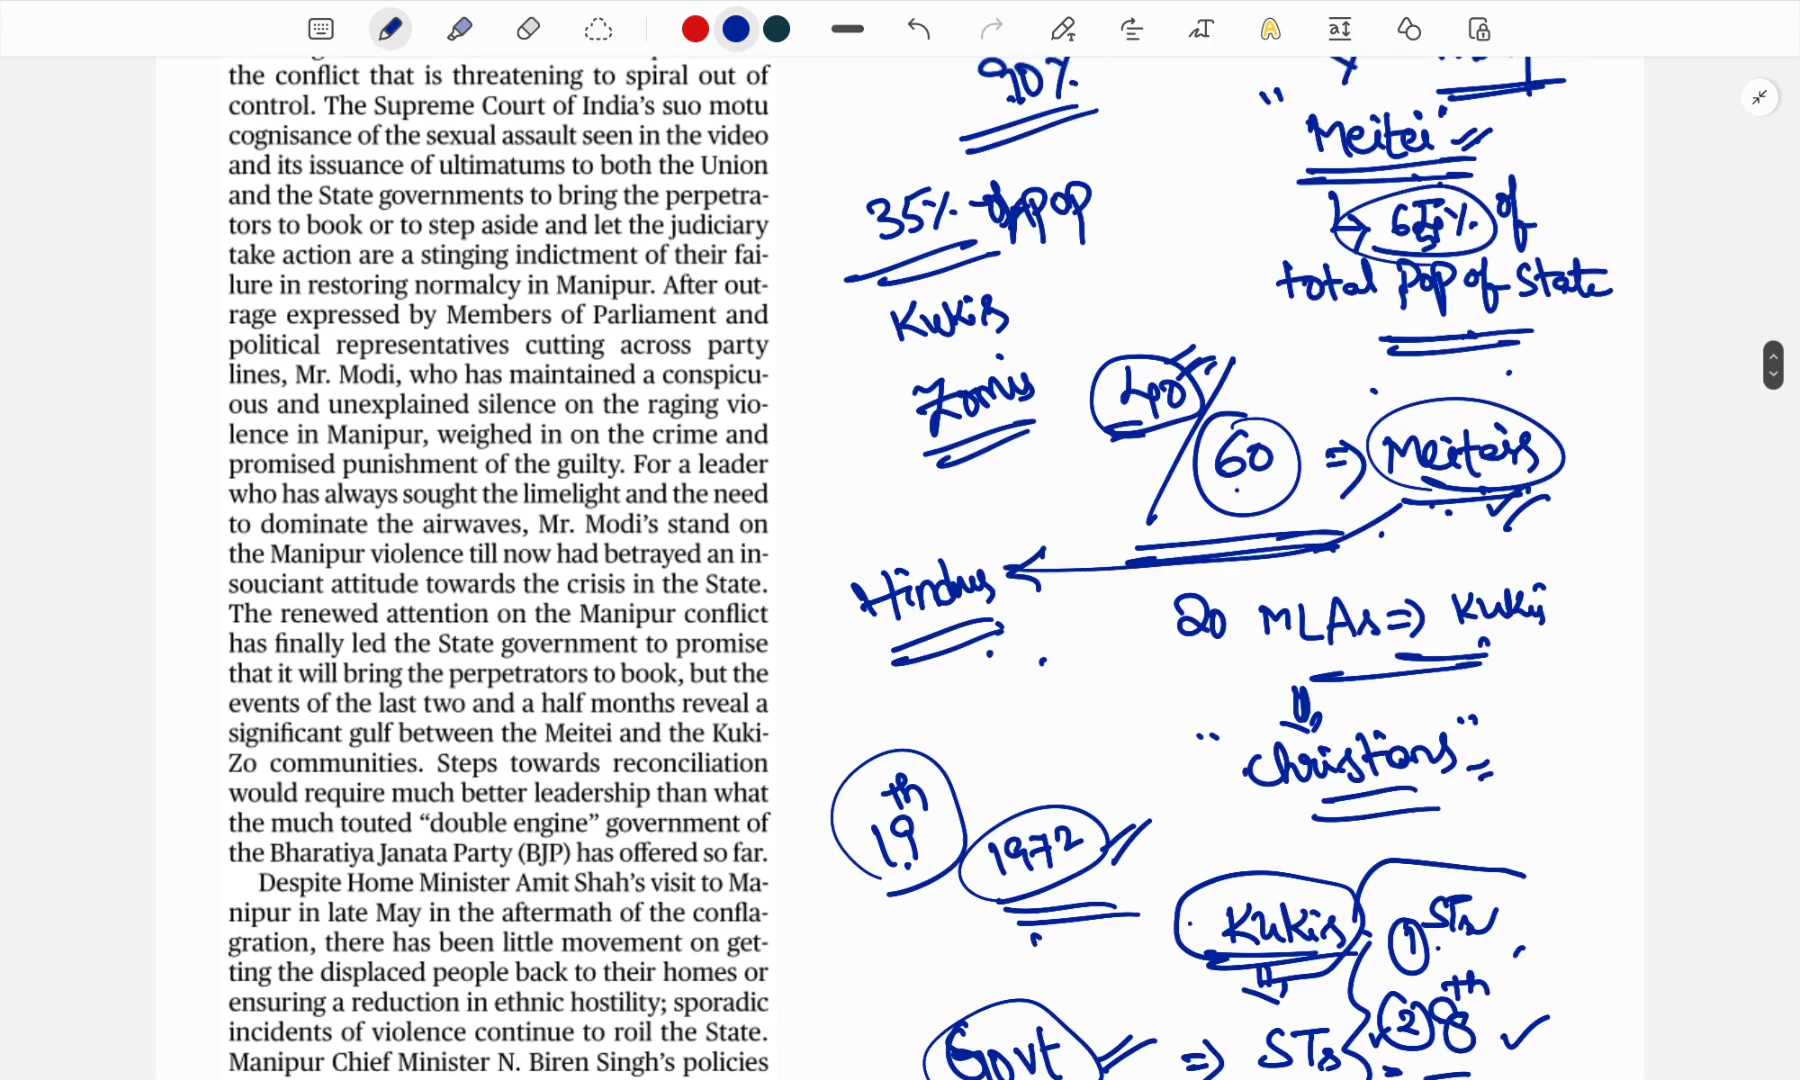 the conflict that is threatening to spiral out of
control. The Supreme Court of India's suo motu
cognisance of the sexual assault seen in the video
and its issuance of ultimatums to both the Union
and the State governments to bring the perpetra-
tors to book or to step aside and let the judiciary
take action are a stinging indictment of their fai-
lure in restoring normalcy in Manipur. After out-
rage expressed by Members of Parliament and
political representatives cutting across party
lines, Mr. Modi, who has maintained a conspicu-
ous and unexplained silence on the raging vio-
lence in Manipur, weighed in on the crime and
promised punishment of the guilty. For a leader
who has always sought the limelight and the need
to dominate the airwaves, Mr. Modi's stand on
the Manipur violence till now had betrayed an in-
souciant attitude towards the crisis in the State.
The renewed attention on the Manipur conflict
has finally led the State government to promise
that it will bring the perpetrators to book, but the
events of the last two and a half months reveal a
significant gulf between the Meitei and the Kuki-
Zo communities. Steps towards reconciliation
would require much better leadership than what
the much touted “double engine” government of
the Bharatiya Janata Party (BJP) has offered so far.
Despite Home Minister Amit Shah's visit to Ma-
nipur in late May in the aftermath of the confla-
gration, there has been little movement on get-
ting the displaced people back to their homes or
ensuring a reduction in ethnic hostility; sporadic
incidents of violence continue to roil the State.
Manipur Chief Minister N. Biren Singh's policies
90%
"Meitei"
35% of pop
of
total pop of state
Kukis
Zomis
40/60 => Meiteis
Hindus
20 MLAs => Kukis
"Christians"
19th
1972
Kukis
① STs
② 8th
Govt => STs